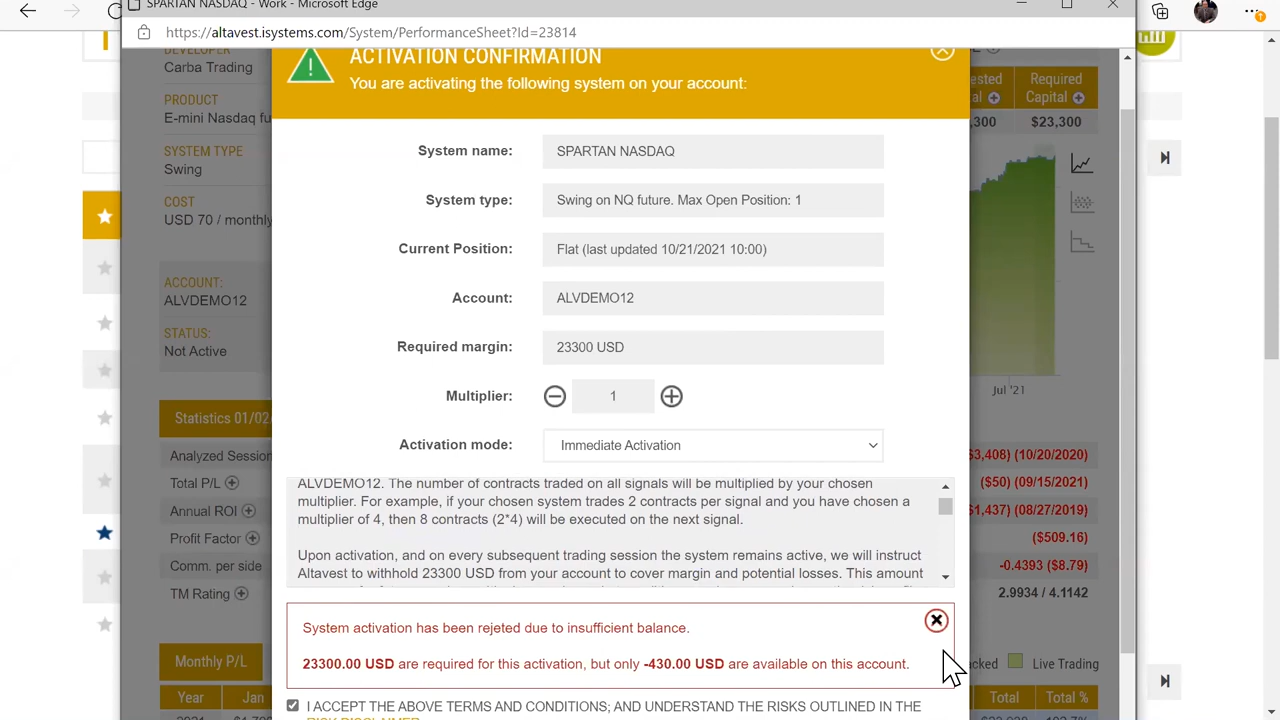 SPARTAN NASDAQ - Work - Microsoft Edge
https://altavest.isystems.com/System/PerformanceSheet?Id=23814
DEVELOPER
Carba Trading
PRODUCT
E-mini Nasdaq fu
SYSTEM TYPE
Swing
COST
USD 70 / monthly
ACCOUNT:
ALVDEMO12
STATUS:
Not Active
Statistics 01/02/
Analyzed Session
Total P/L
Annual ROI
Profit Factor
Comm. per side
TM Rating
Monthly P/L
Year Jan
ACTIVATION CONFIRMATION
You are activating the following system on your account:
System name: SPARTAN NASDAQ
System type: Swing on NQ future. Max Open Position: 1
Current Position: Flat (last updated 10/21/2021 10:00)
Account: ALVDEMO12
Required margin: 23300 USD
Multiplier: 1
Activation mode: Immediate Activation
ALVDEMO12. The number of contracts traded on all signals will be multiplied by your chosen
multiplier. For example, if your chosen system trades 2 contracts per signal and you have chosen a
multiplier of 4, then 8 contracts (2*4) will be executed on the next signal.
Upon activation, and on every subsequent trading session the system remains active, we will instruct
Altavest to withhold 23300 USD from your account to cover margin and potential losses. This amount
System activation has been rejeted due to insufficient balance.
23300.00 USD are required for this activation, but only -430.00 USD are available on this account.
I ACCEPT THE ABOVE TERMS AND CONDITIONS; AND UNDERSTAND THE RISKS OUTLINED IN THE
RISK DISCLAIMER
ested Required
tal Capital
,300 $23,300
Jul '21
$3,408) (10/20/2020)
($50) (09/15/2021)
$1,437) (08/27/2019)
($509.16)
-0.4393 ($8.79)
2.9934 / 4.1142
cked Live Trading
Total Total %